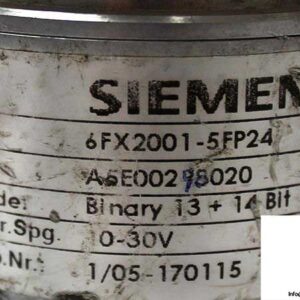 SIEMEN
6FX2001-5FP24
A5E00298020
de: Binary 13 + 14 Bit
r.Spg. 0-30V
.Nr.: 1/05-170115